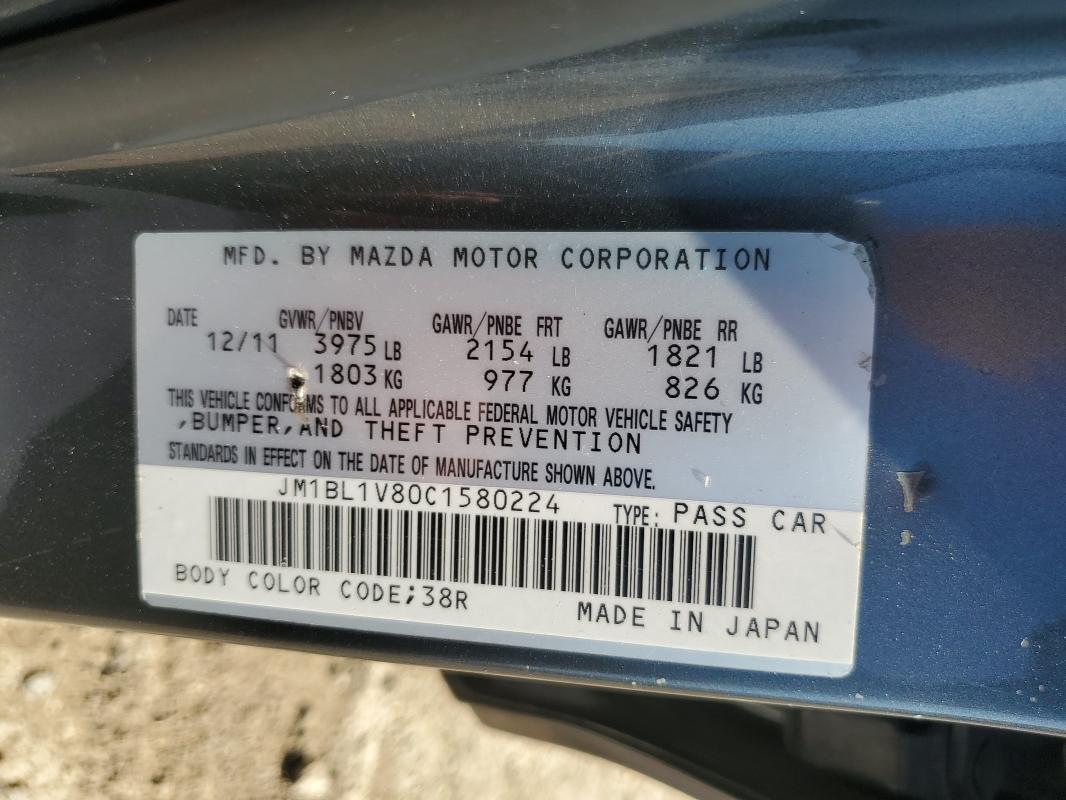 MFD. BY MAZDA MOTOR CORPORATION
DATE GVWR/PNBV GAWR/PNBE FRT GAWR/PNBE RR
12/11 3975 LB 2154 LB 1821 LB
1803 KG 977 KG 826 KG
THIS VEHICLE CONFORMS TO ALL APPLICABLE FEDERAL MOTOR VEHICLE SAFETY
,BUMPER,AND THEFT PREVENTION
STANDARDS IN EFFECT ON THE DATE OF MANUFACTURE SHOWN ABOVE.
JM1BL1V80C1580224 TYPE: PASS CAR
BODY COLOR CODE;38R MADE IN JAPAN